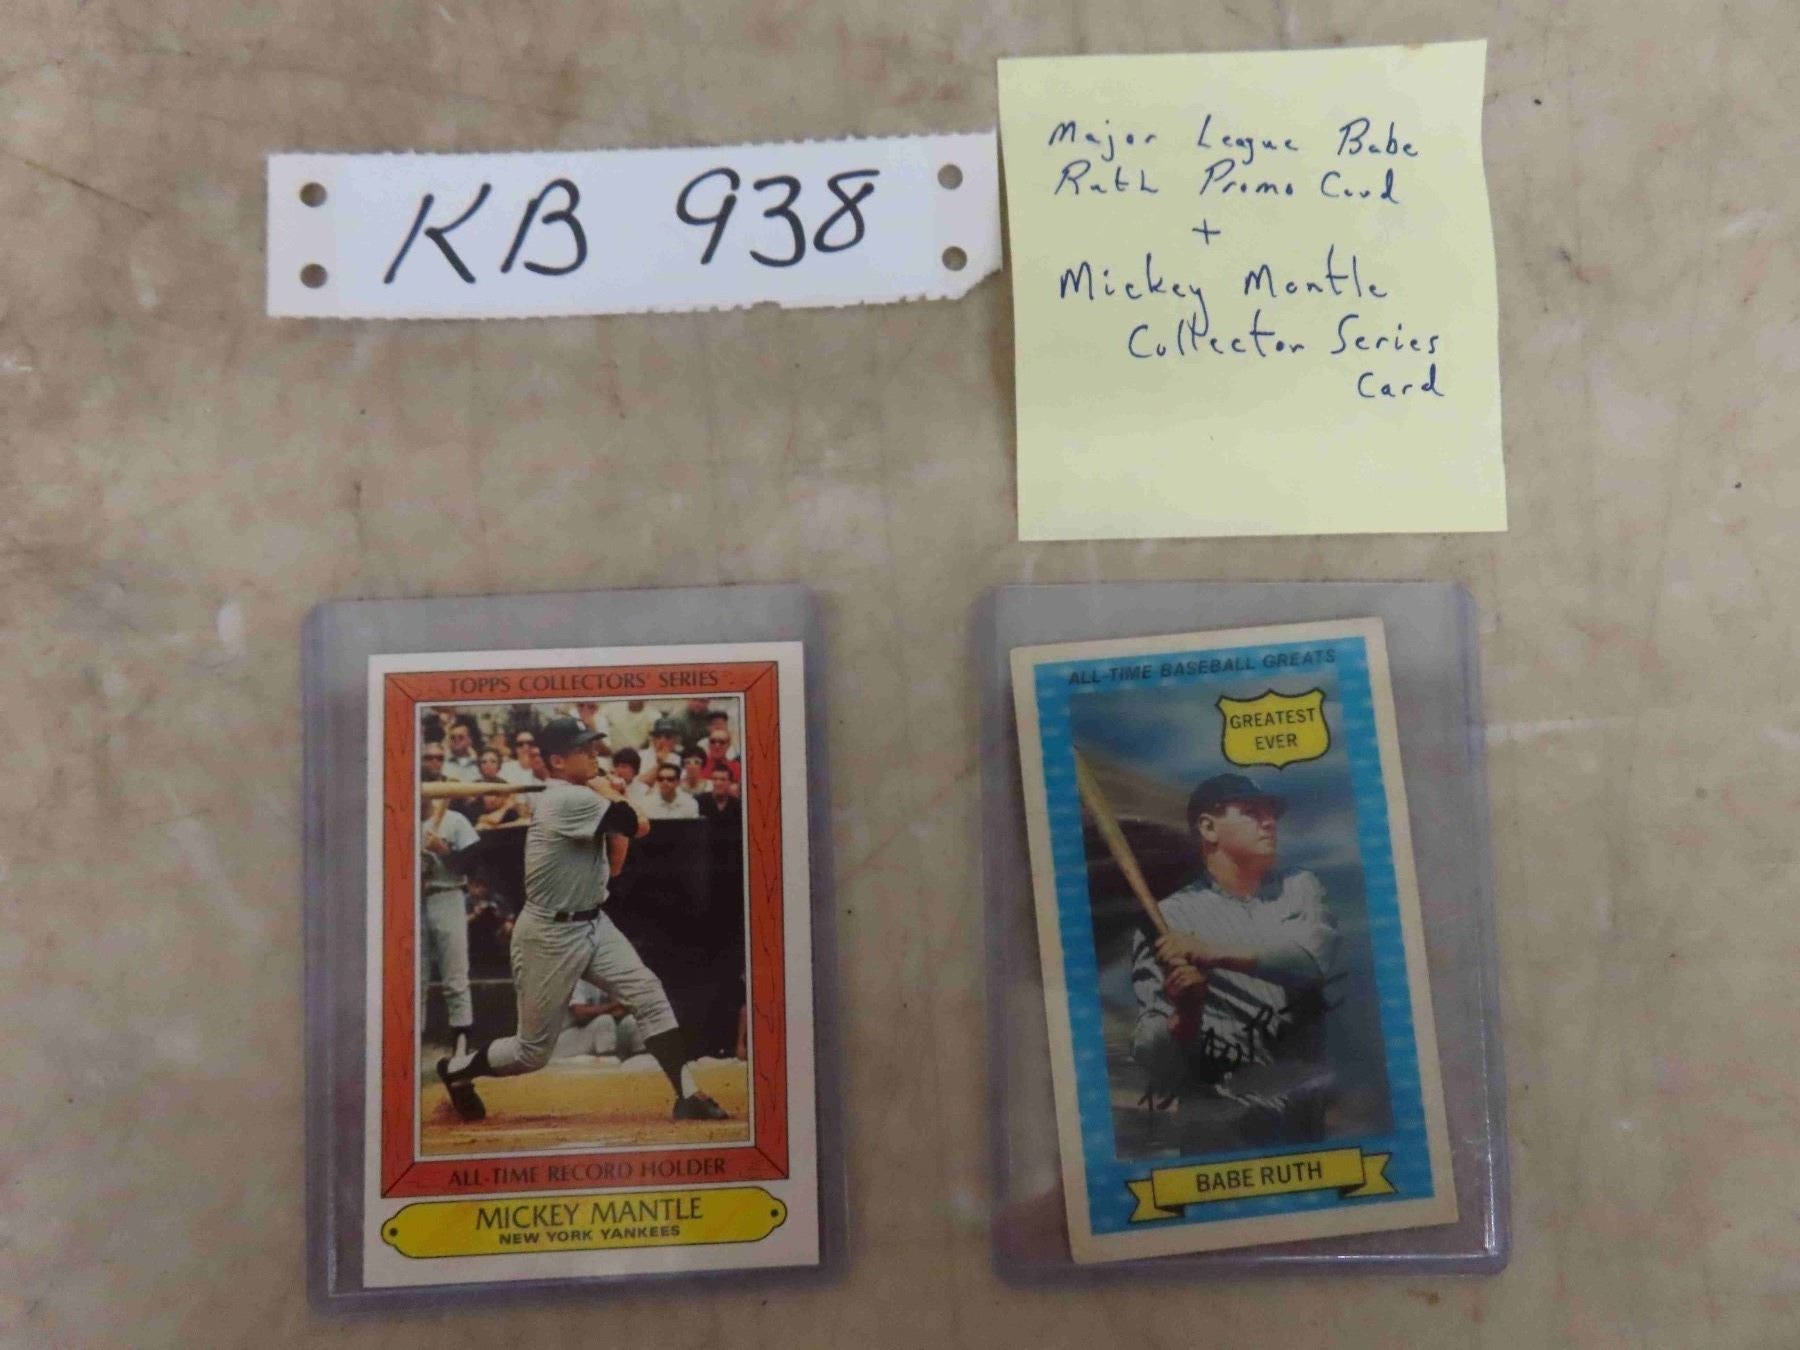 KB 938
Major League Babe
Ruth Promo Card
+
Mickey Mantle
Collector Series
Card
TOPPS COLLECTORS' SERIES
ALL-TIME RECORD HOLDER
MICKEY MANTLE
NEW YORK YANKEES
ALL-TIME BASEBALL GREATS
GREATEST
EVER
BABE RUTH